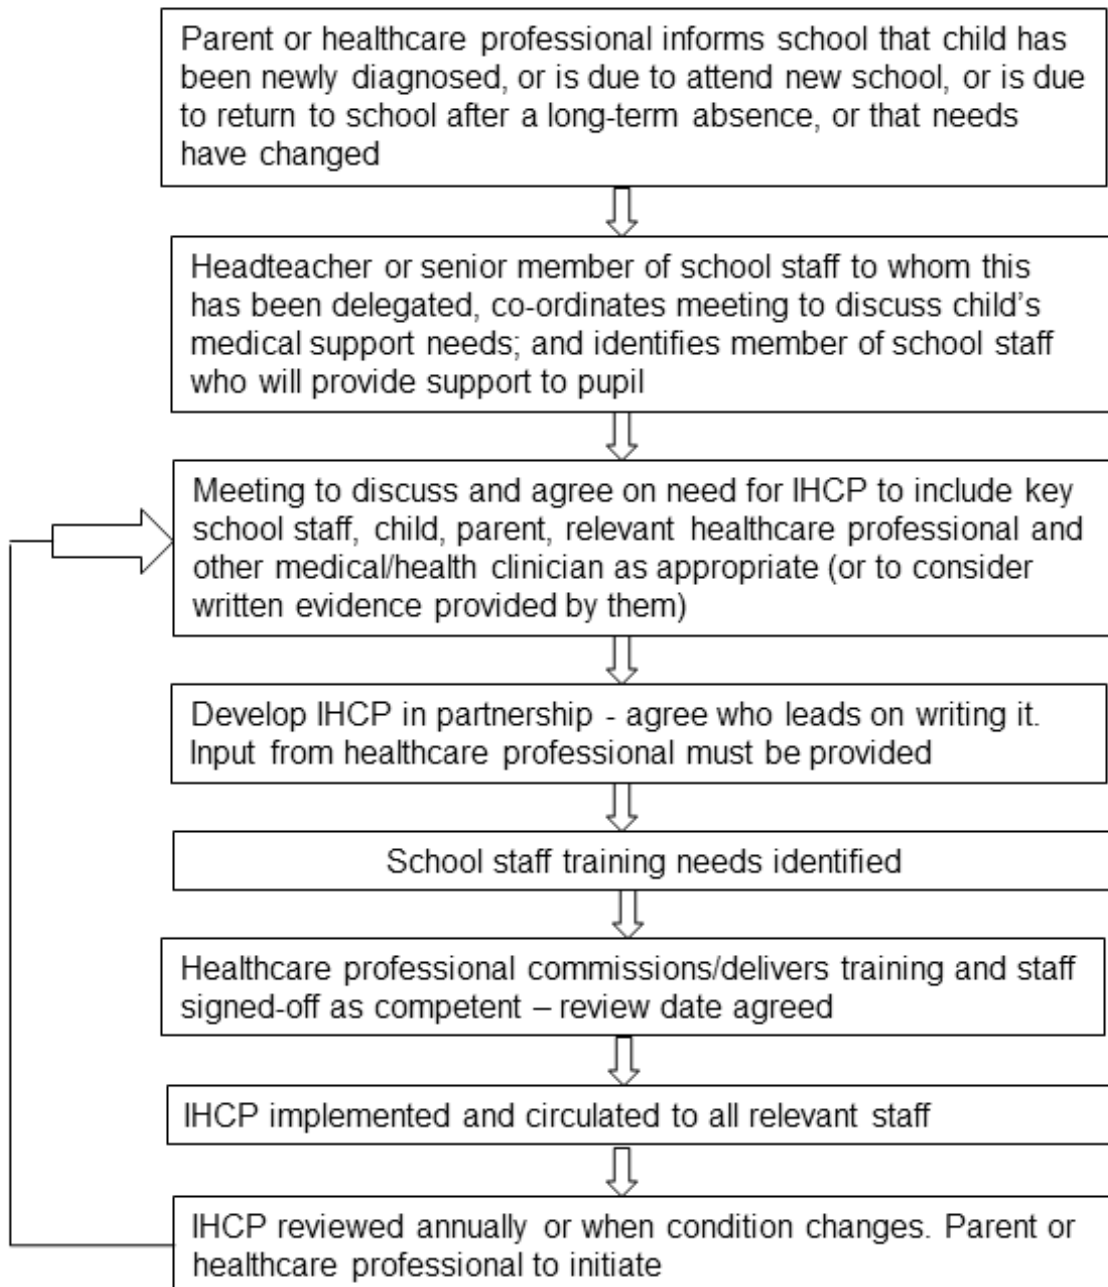 Parent or healthcare professional informs school that child has
been newly diagnosed, or is due to attend new school, or is due
to return to school after a long-term absence, or that needs
have changed
Headteacher or senior member of school staff to whom this
has been delegated, co-ordinates meeting to discuss child's
medical support needs; and identifies member of school staff
who will provide support to pupil
Meeting to discuss and agree on need for IHCP to include key
school staff, child, parent, relevant healthcare professional and
other medical/health clinician as appropriate (or to consider
written evidence provided by them)
Develop IHCP in partnership - agree who leads on writing it.
Input from healthcare professional must be provided
School staff training needs identified
Healthcare professional commissions/delivers training and staff
signed-off as competent – review date agreed
IHCP implemented and circulated to all relevant staff
IHCP reviewed annually or when condition changes. Parent or
healthcare professional to initiate